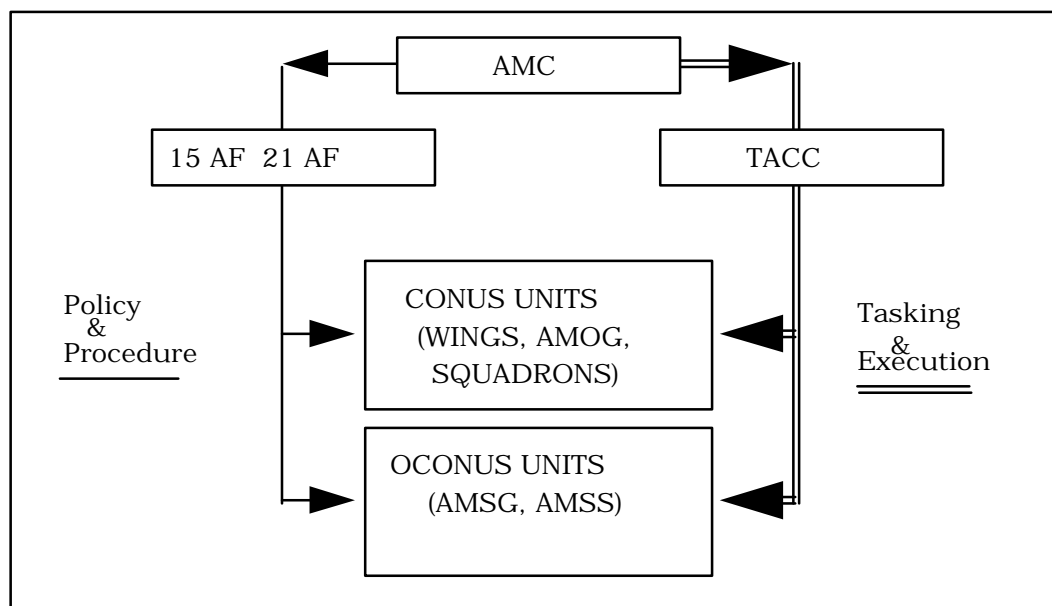 AMC
15 AF 21 AF
TACC
Policy
&
Procedure
CONUS UNITS
(WINGS, AMOG,
SQUADRONS)
Tasking
&
Execution
OCONUS UNITS
(AMSG, AMSS)